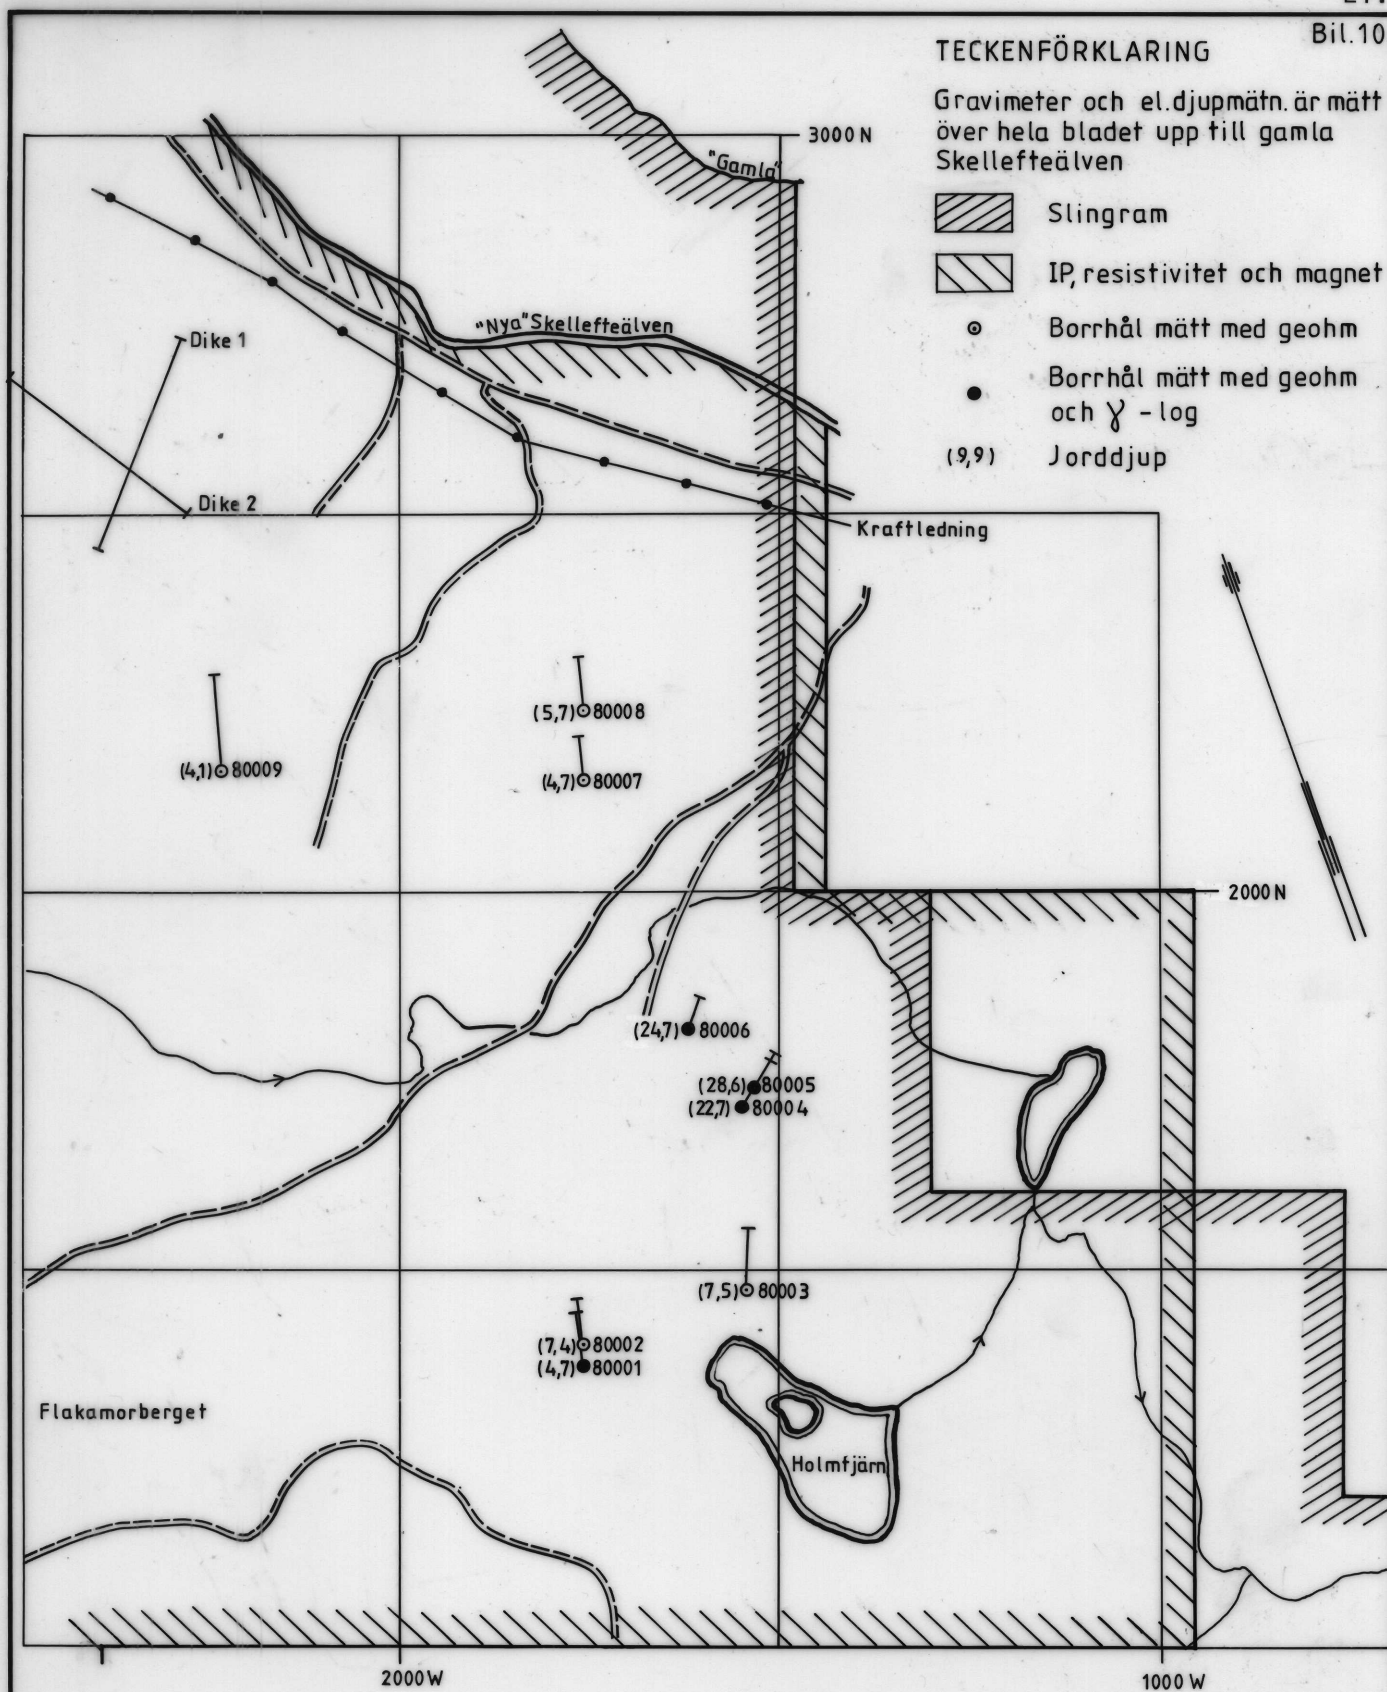 Bil.10
TECKENFÖRKLARING
Gravimeter och el.djupmätn. är mätt
över hela bladet upp till gamla
Skellefteälven
Slingram
IP, resistivitet och magnet
Borrhål mätt med geohm
Borrhål mätt med geohm
och γ - log
(9,9) Jorddjup
3000 N
"Gamla"
"Nya" Skellefteälven
Dike 1
Dike 2
Kraftledning
(5,7) 80008
(4,1) 80009
(4,7) 80007
2000 N
(24,7) 80006
(28,6) 80005
(22,7) 80004
(7,5) 80003
(7,4) 80002
(4,7) 80001
Flakamorberget
Holmtjärn
2000 W
1000 W